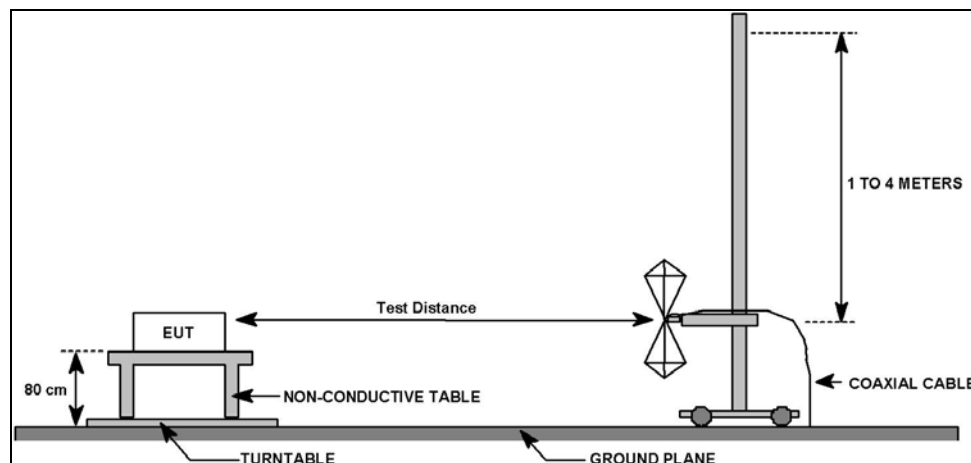 1 TO 4 METERS
Test Distance
EUT
80 cm
NON-CONDUCTIVE TABLE
COAXIAL CABLE
TURNTABLE
GROUND PLANE